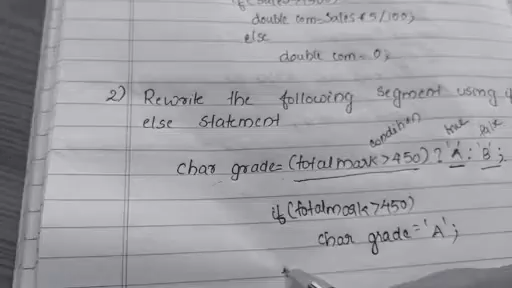 double com=sales*5/100;
else
double com=0;
2) Rewrite the following segment using
else statement
condition true false
char grade=(totalmark>450)?'A':'B';
if(totalmark>450)
char grade='A';